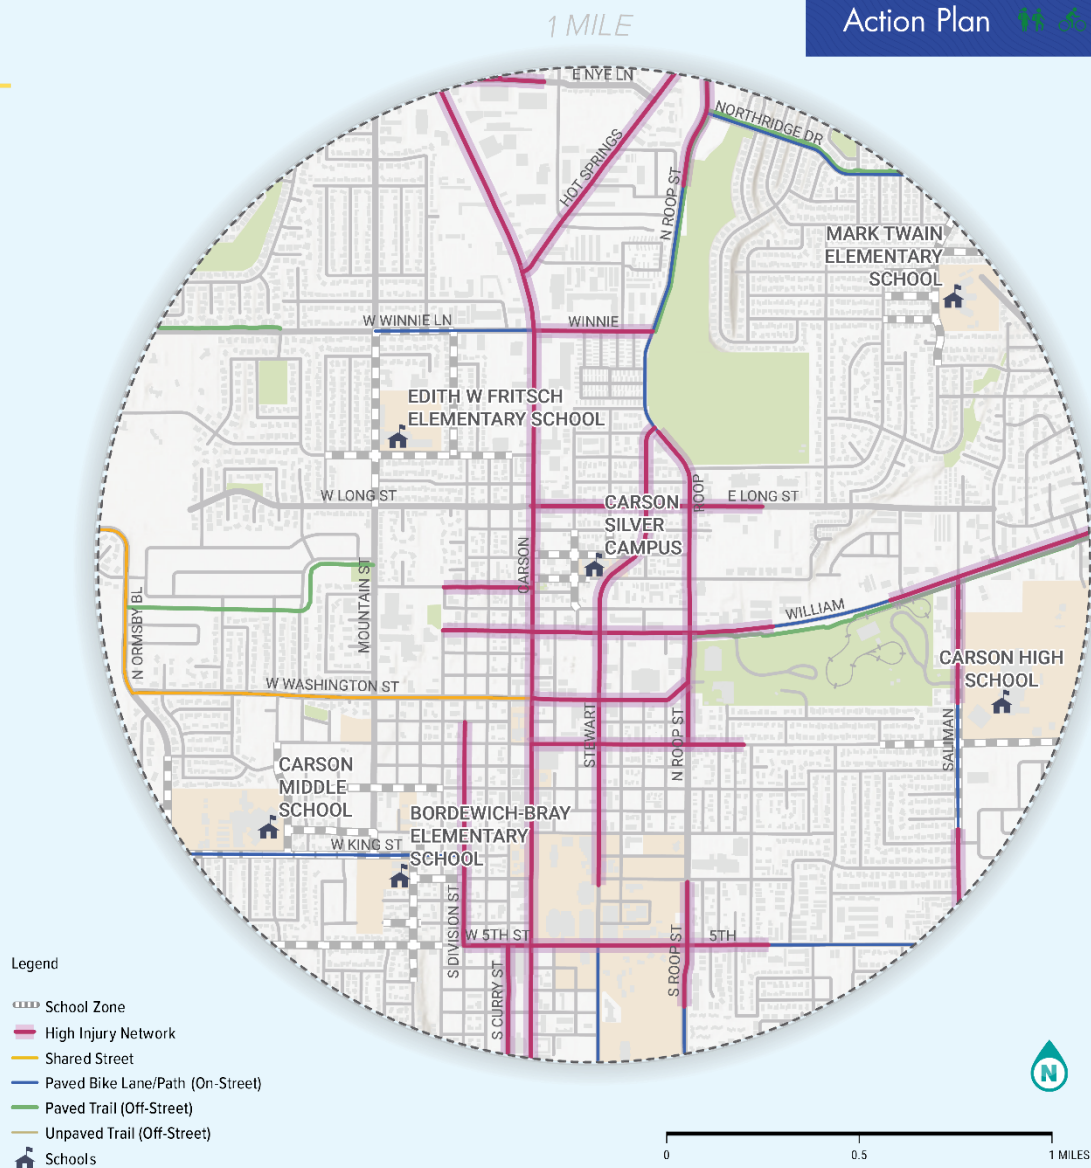 Action Plan
1 MILE
E NYE LN
NORTHRIDGE DR
HOT SPRINGS
N ROOP ST
MARK TWAIN
ELEMENTARY
SCHOOL
W WINNIE LN
WINNIE
EDITH W FRITSCH
ELEMENTARY SCHOOL
W LONG ST
ROOP
E LONG ST
CARSON
SILVER
CAMPUS
CARSON
MOUNTAIN ST
N ORMSBY BL
WILLIAM
CARSON HIGH
SCHOOL
W WASHINGTON ST
STEWART
N ROOP ST
SALIMAN
CARSON
MIDDLE
SCHOOL
BORDEWICH-BRAY
ELEMENTARY
SCHOOL
W KING ST
S DIVISION ST
W 5TH ST
5TH
S ROOP ST
S CURRY ST
Legend
School Zone
High Injury Network
Shared Street
Paved Bike Lane/Path (On-Street)
Paved Trail (Off-Street)
Unpaved Trail (Off-Street)
Schools
N
0 0.5 1 MILES